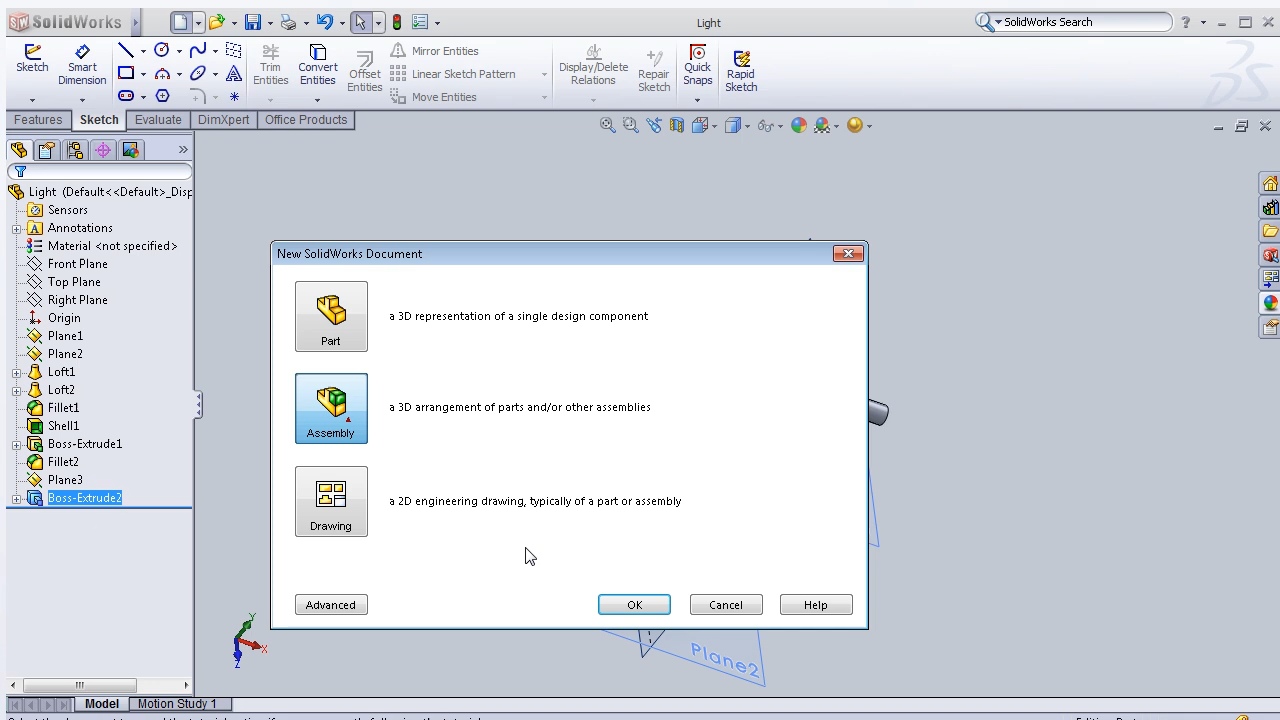 SolidWorks
Light
SolidWorks Search
Sketch
Smart Dimension
Trim Entities
Convert Entities
Offset Entities
Mirror Entities
Linear Sketch Pattern
Move Entities
Display/Delete Relations
Repair Sketch
Quick Snaps
Rapid Sketch
Features
Sketch
Evaluate
DimXpert
Office Products
Light (Default<<Default>_Disp
Sensors
Annotations
Material <not specified>
Front Plane
Top Plane
Right Plane
Origin
Plane1
Plane2
Loft1
Loft2
Fillet1
Shell1
Boss-Extrude1
Fillet2
Plane3
Boss-Extrude2
New SolidWorks Document
Part
a 3D representation of a single design component
Assembly
a 3D arrangement of parts and/or other assemblies
Drawing
a 2D engineering drawing, typically of a part or assembly
Advanced
OK
Cancel
Help
Plane2
Y
X
Z
Model
Motion Study 1